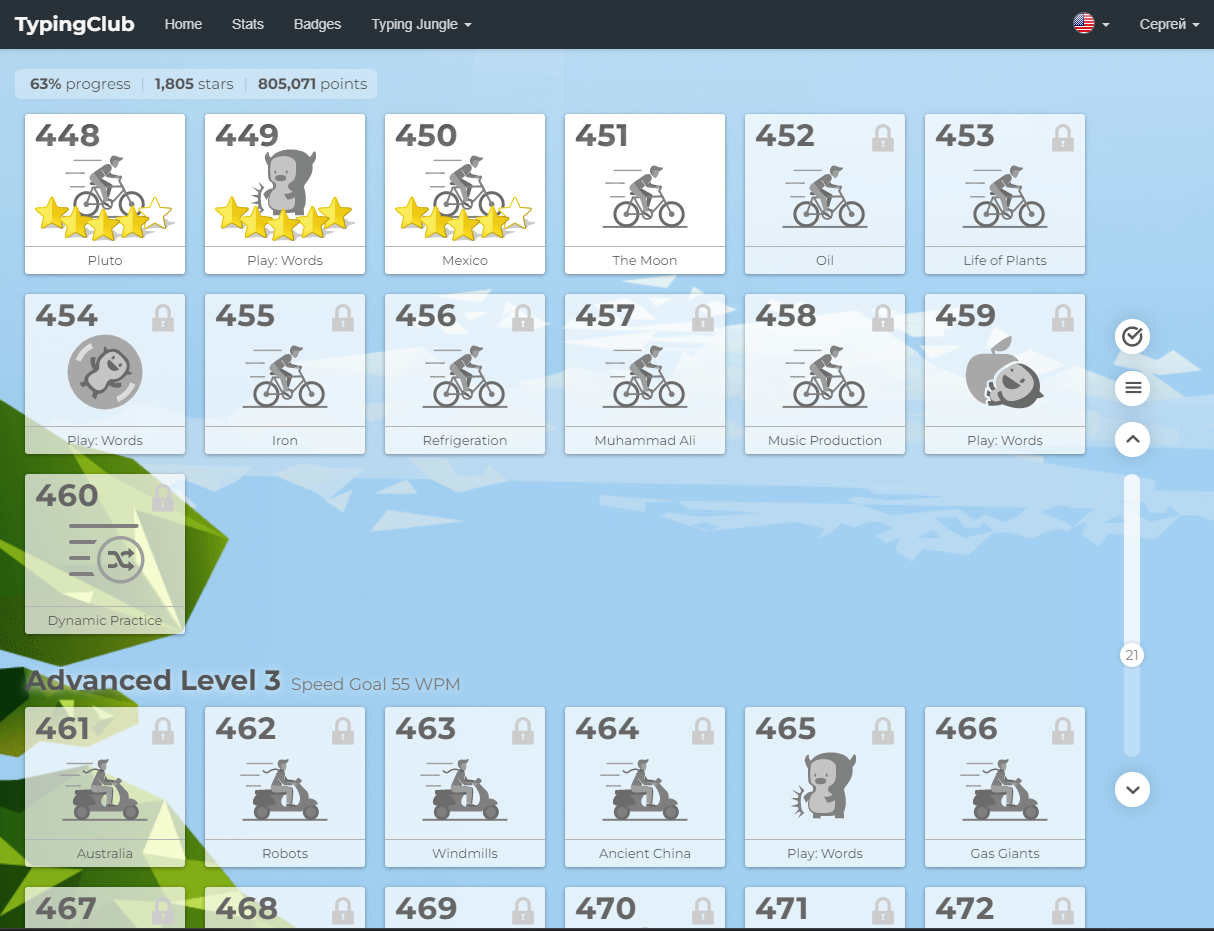 TypingClub Home Stats Badges Typing Jungle Сергей
63% progress | 1,805 stars | 805,071 points
448 449 450 451 452 453
Pluto Play: Words Mexico The Moon Oil Life of Plants
454 455 456 457 458 459
Play: Words Iron Refrigeration Muhammad Ali Music Production Play: Words
460
Dynamic Practice
21
Advanced Level 3 Speed Goal 55 WPM
461 462 463 464 465 466
Australia Robots Windmills Ancient China Play: Words Gas Giants
467 468 469 470 471 472